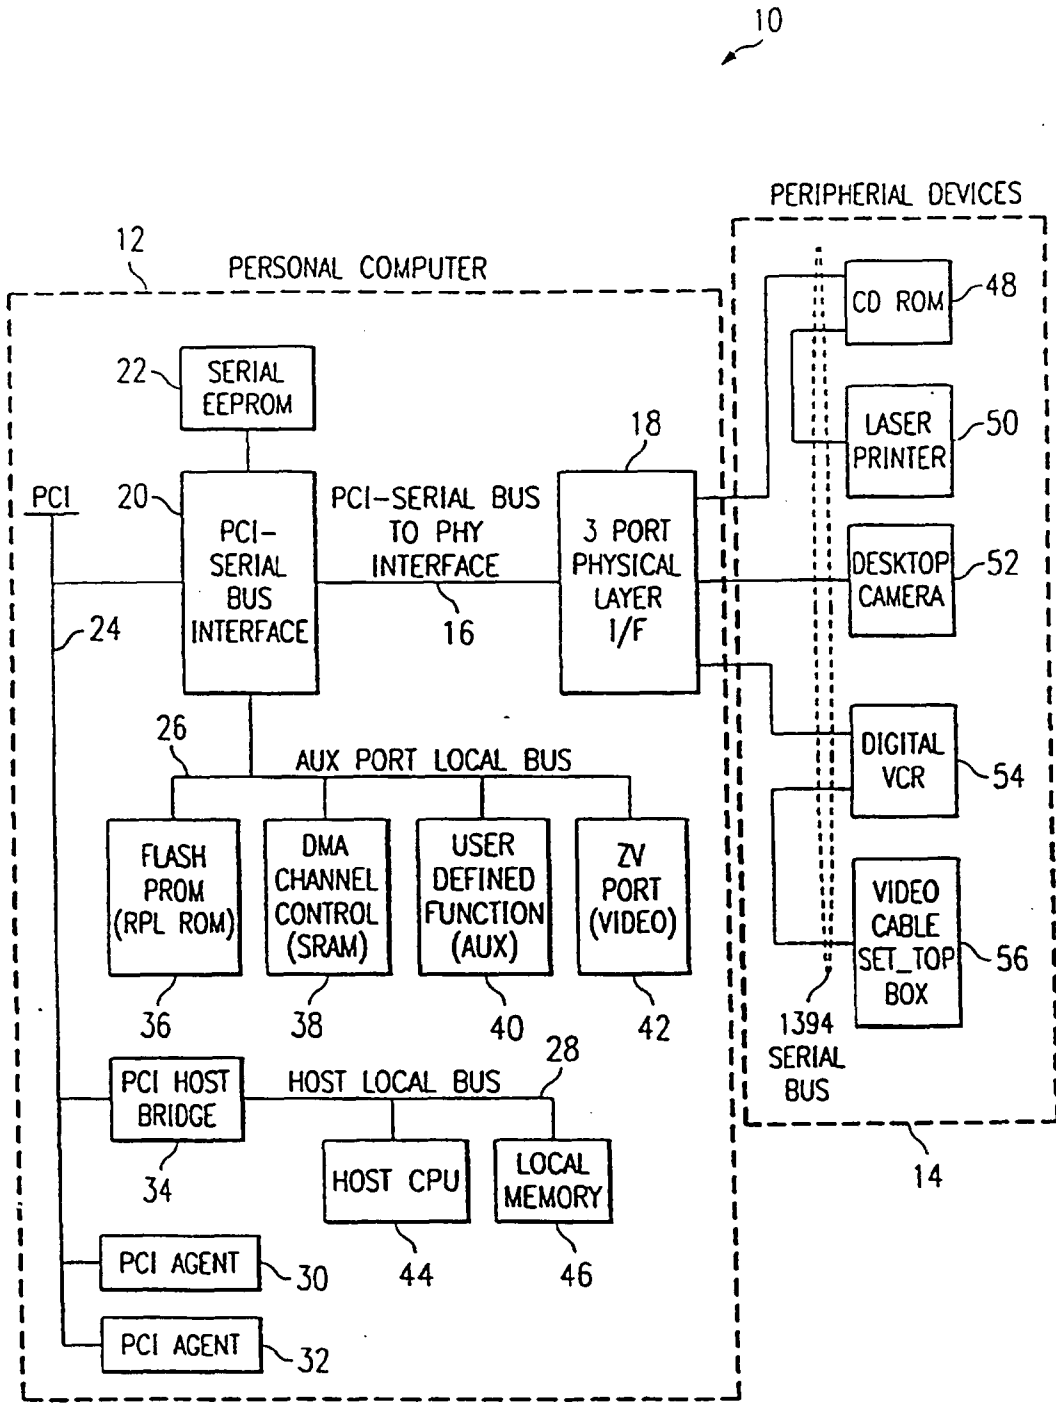 10
PERIPHERIAL DEVICES
12
PERSONAL COMPUTER
CD ROM
48
22
SERIAL
EEPROM
LASER
PRINTER
50
18
PCI
20
PCI-
SERIAL
BUS
INTERFACE
PCI-SERIAL BUS
TO PHY
INTERFACE
16
3 PORT
PHYSICAL
LAYER
I/F
DESKTOP
CAMERA
52
24
26
AUX PORT LOCAL BUS
DIGITAL
VCR
54
FLASH
PROM
(RPL ROM)
DMA
CHANNEL
CONTROL
(SRAM)
USER
DEFINED
FUNCTION
(AUX)
ZV
PORT
(VIDEO)
VIDEO
CABLE
SET_TOP
BOX
56
36
38
40
42
1394
SERIAL
BUS
PCI HOST
BRIDGE
HOST LOCAL BUS
28
34
HOST CPU
LOCAL
MEMORY
14
44
46
PCI AGENT
30
PCI AGENT
32